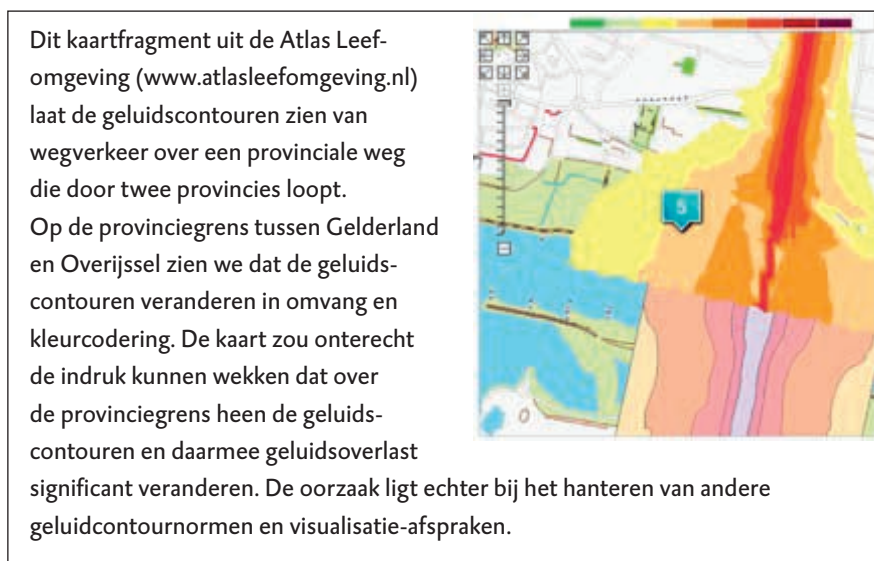 Dit kaartfragment uit de Atlas Leef-
omgeving (www.atlasleefomgeving.nl)
laat de geluidscontouren zien van
wegverkeer over een provinciale weg
die door twee provincies loopt.
Op de provinciegrens tussen Gelderland
en Overijssel zien we dat de geluids-
contouren veranderen in omvang en
kleurcodering. De kaart zou onterecht
de indruk kunnen wekken dat over
de provinciegrens heen de geluids-
contouren en daarmee geluidsoverlast
significant veranderen. De oorzaak ligt echter bij het hanteren van andere
geluidcontournormen en visualisatie-afspraken.
5